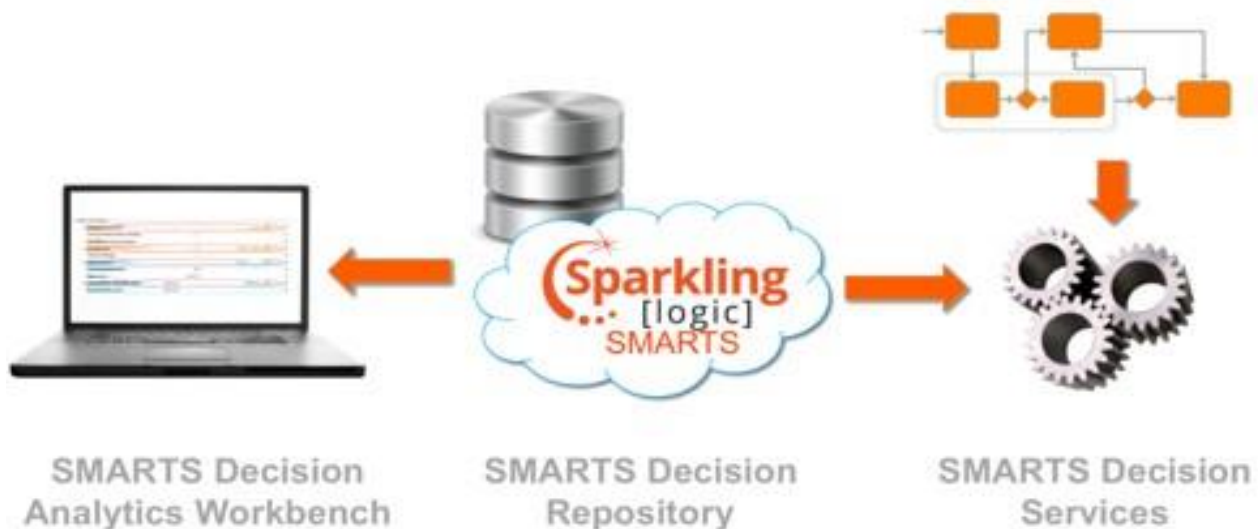 Sparkling
[logic]
SMARTS
SMARTS Decision
Analytics Workbench
SMARTS Decision
Repository
SMARTS Decision
Services